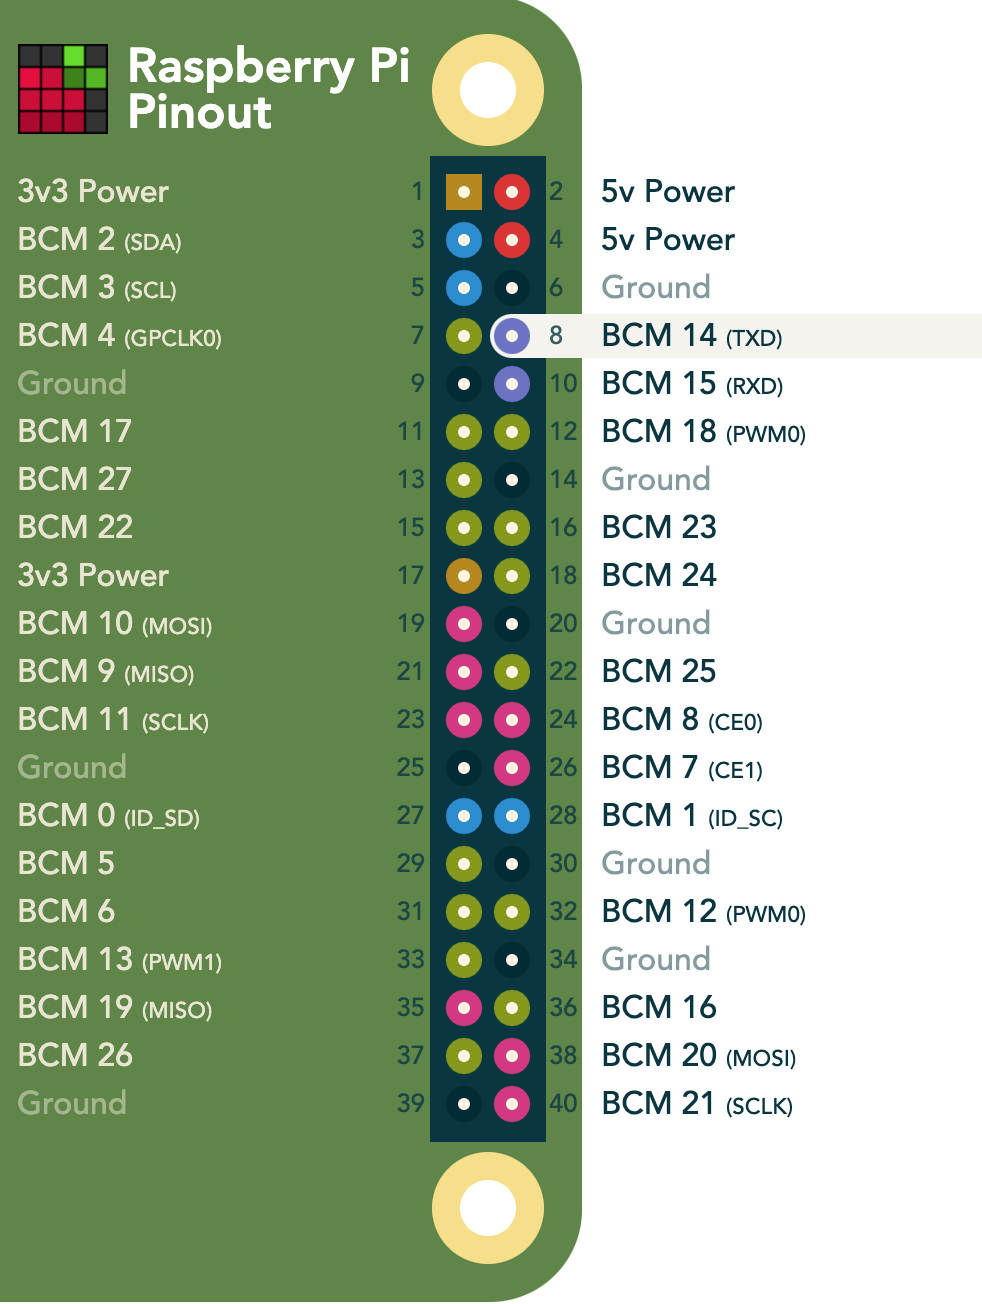 Raspberry Pi
Pinout
3v3 Power 1 2 5v Power
BCM 2 (SDA) 3 4 5v Power
BCM 3 (SCL) 5 6 Ground
BCM 4 (GPCLK0) 7 8 BCM 14 (TXD)
Ground 9 10 BCM 15 (RXD)
BCM 17 11 12 BCM 18 (PWM0)
BCM 27 13 14 Ground
BCM 22 15 16 BCM 23
3v3 Power 17 18 BCM 24
BCM 10 (MOSI) 19 20 Ground
BCM 9 (MISO) 21 22 BCM 25
BCM 11 (SCLK) 23 24 BCM 8 (CE0)
Ground 25 26 BCM 7 (CE1)
BCM 0 (ID_SD) 27 28 BCM 1 (ID_SC)
BCM 5 29 30 Ground
BCM 6 31 32 BCM 12 (PWM0)
BCM 13 (PWM1) 33 34 Ground
BCM 19 (MISO) 35 36 BCM 16
BCM 26 37 38 BCM 20 (MOSI)
Ground 39 40 BCM 21 (SCLK)